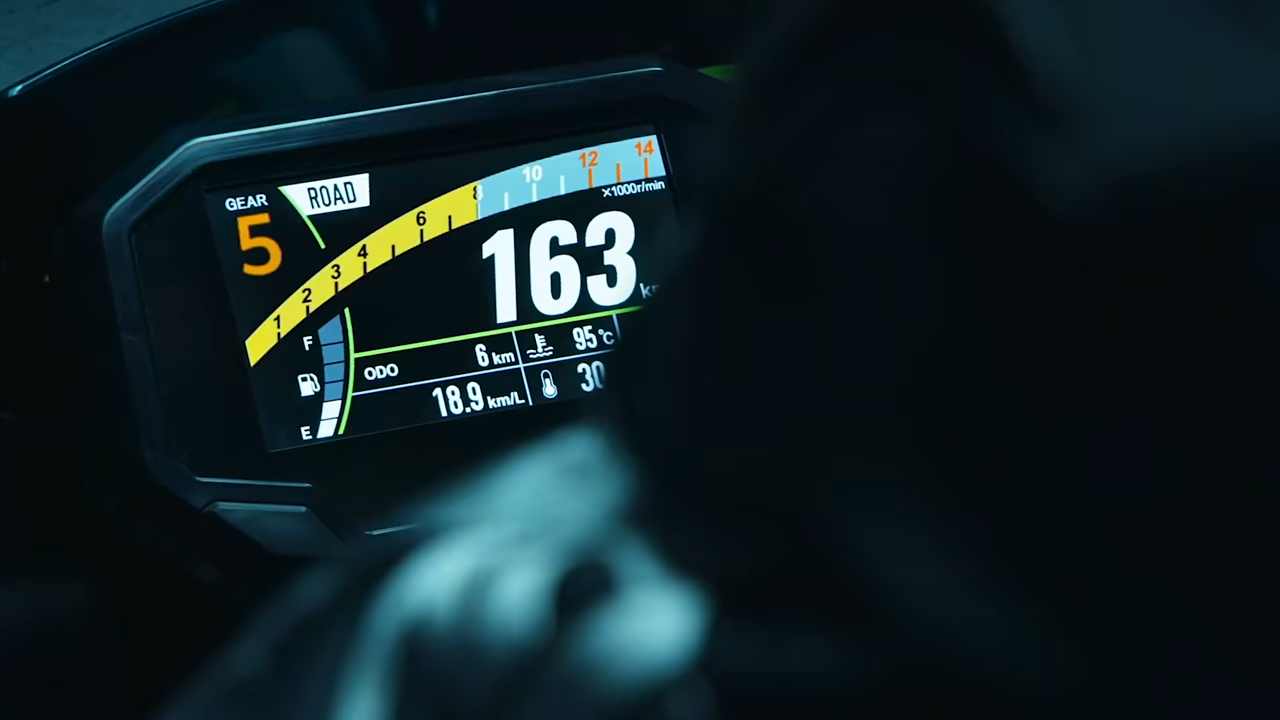 GEAR
5
ROAD
1 2 3 4 6 8 10 12 14
×1000r/min
163
F
ODO
6 km
95 °C
18.9 km/L
30
E